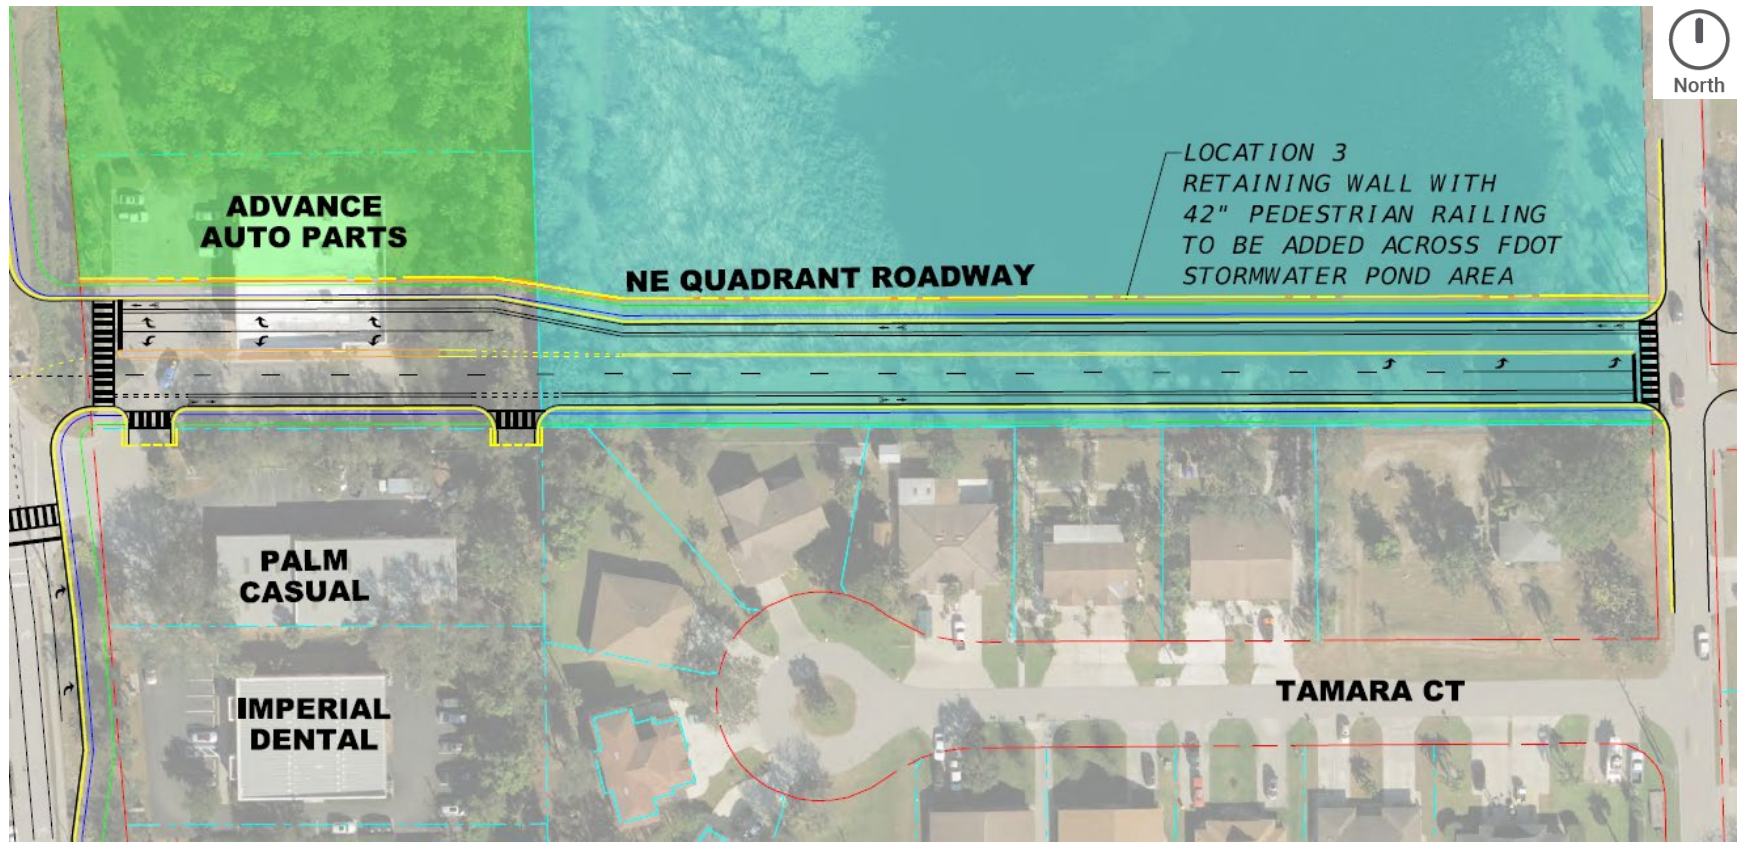 North
LOCATION 3
RETAINING WALL WITH
42" PEDESTRIAN RAILING
TO BE ADDED ACROSS FDOT
STORMWATER POND AREA
ADVANCE
AUTO PARTS
NE QUADRANT ROADWAY
PALM
CASUAL
IMPERIAL
DENTAL
TAMARA CT